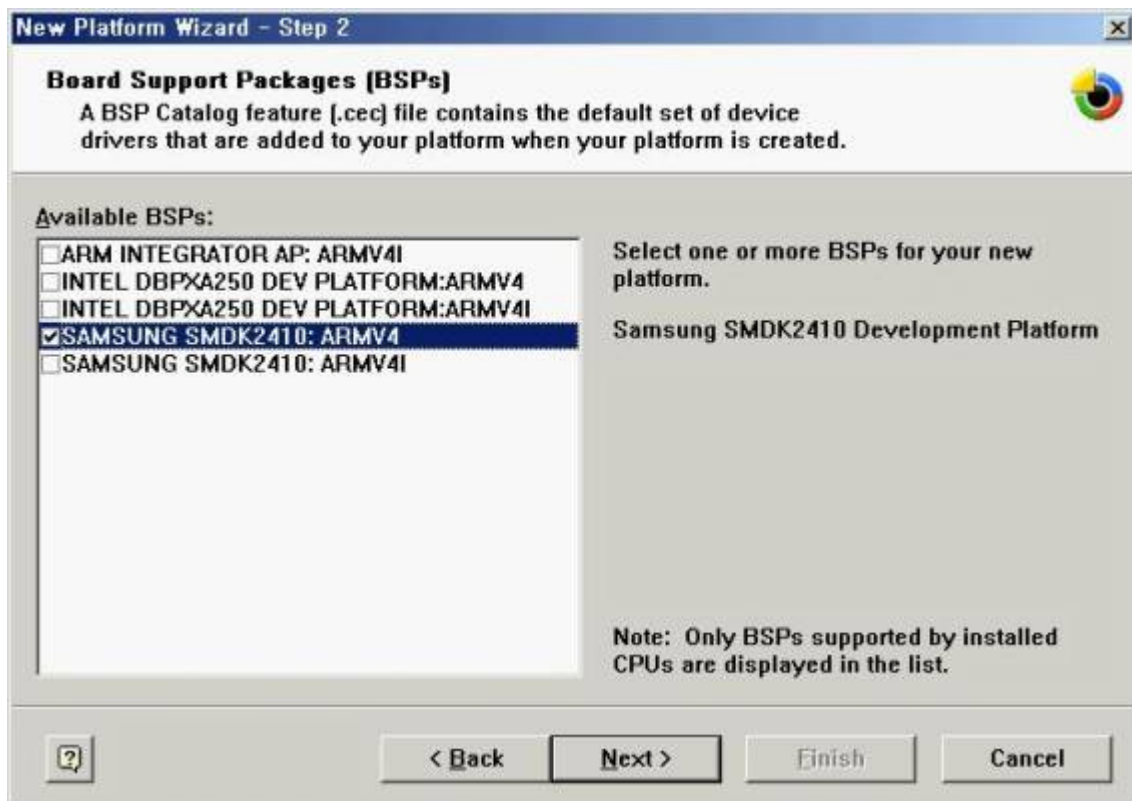 New Platform Wizard - Step 2
Board Support Packages (BSPs)
A BSP Catalog feature (.cec) file contains the default set of device
drivers that are added to your platform when your platform is created.
Available BSPs:
ARM INTEGRATOR AP: ARMV4I
INTEL DBPXA250 DEV PLATFORM:ARMV4
INTEL DBPXA250 DEV PLATFORM:ARMV4I
SAMSUNG SMDK2410: ARMV4
SAMSUNG SMDK2410: ARMV4I
Select one or more BSPs for your new
platform.
Samsung SMDK2410 Development Platform
Note: Only BSPs supported by installed
CPUs are displayed in the list.
?
< Back
Next >
Finish
Cancel